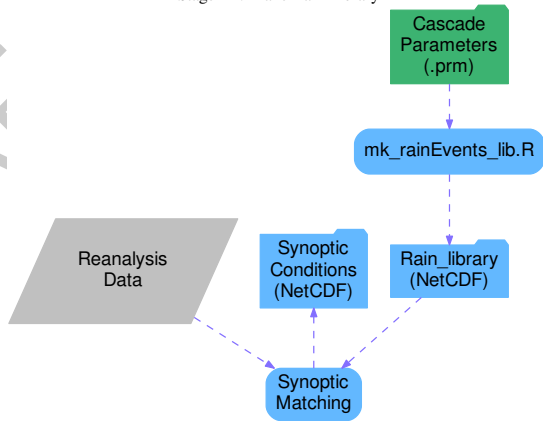 Cascade
Parameters
(.prm)
mk_rainEvents_lib.R
Reanalysis
Data
Synoptic
Conditions
(NetCDF)
Rain_library
(NetCDF)
Synoptic
Matching